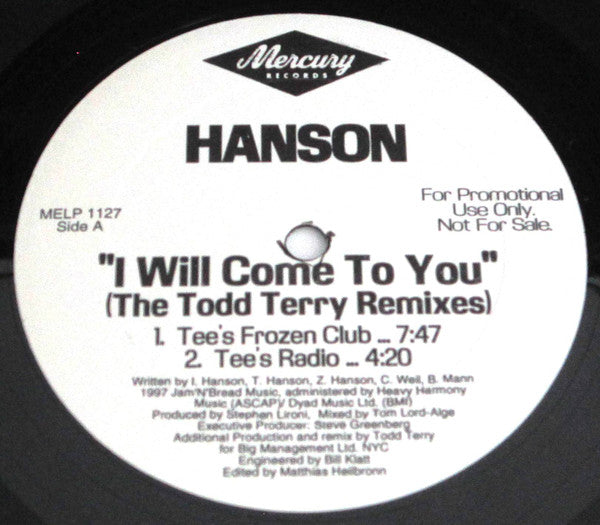 Mercury
RECORDS
HANSON
MELP 1127
Side A
For Promotional
Use Only.
Not For Sale.
"I Will Come To You"
(The Todd Terry Remixes)
1. Tee's Frozen Club ... 7:47
2. Tee's Radio ... 4:20
Written by I. Hanson, T. Hanson, Z. Hanson, C. Weil, B. Mann
1997 Jam'N'Bread Music, administered by Heavy Harmony
Music (ASCAP)/ Dyad Music Ltd. (BMI)
Produced by Stephen Lironi, Mixed by Tom Lord-Alge
Executive Producer: Steve Greenberg
Additional Production and remix by Todd Terry
for Big Management Ltd. NYC
Engineered by Bill Klatt
Edited by Matthias Heilbronn